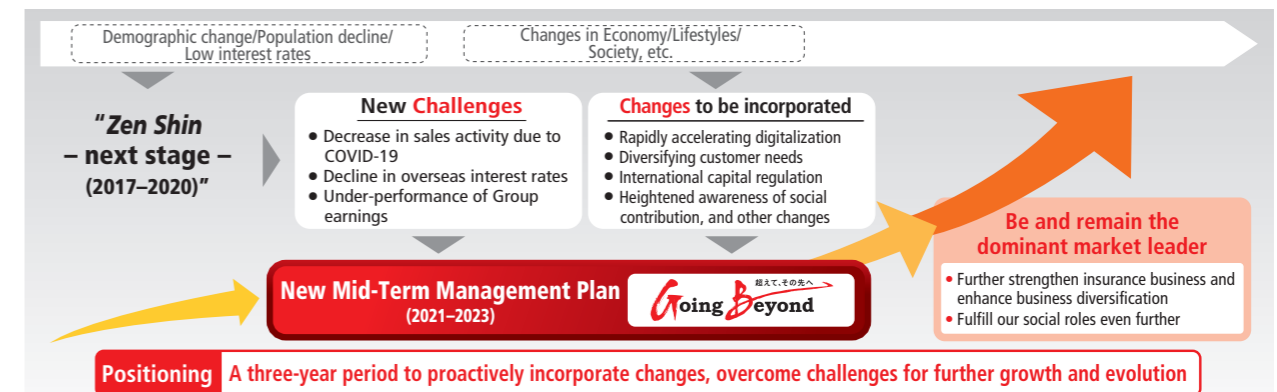 Demographic change/Population decline/
Low interest rates
Changes in Economy/Lifestyles/
Society, etc.
"Zen Shin
– next stage –
(2017–2020)"
New Challenges
• Decrease in sales activity due to
COVID-19
• Decline in overseas interest rates
• Under-performance of Group
earnings
Changes to be incorporated
• Rapidly accelerating digitalization
• Diversifying customer needs
• International capital regulation
• Heightened awareness of social
contribution, and other changes
New Mid-Term Management Plan
(2021–2023)
超えて、その先へ
Going Beyond
Be and remain the
dominant market leader
• Further strengthen insurance business and
enhance business diversification
• Fulfill our social roles even further
Positioning A three-year period to proactively incorporate changes, overcome challenges for further growth and evolution